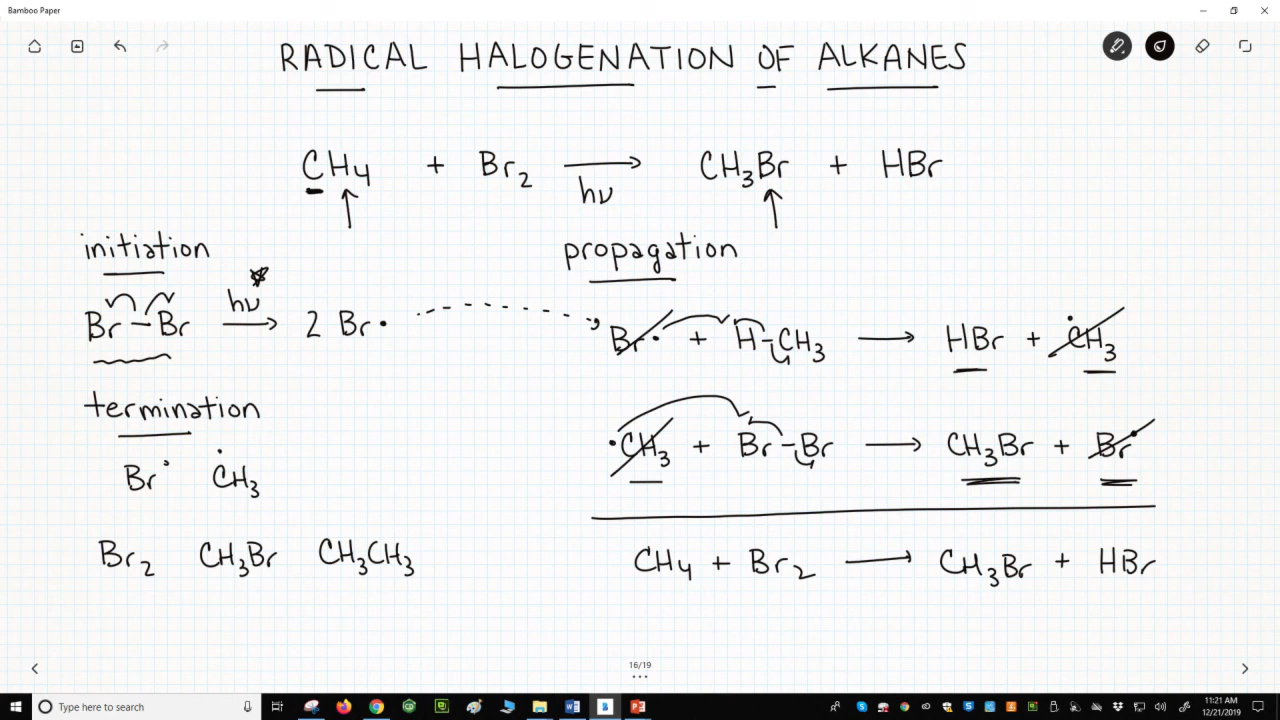 Bamboo Paper
RADICAL HALOGENATION OF ALKANES
CH4 + Br2 → CH3Br + HBr
hν
initiation
Br–Br → 2 Br•
hν
propagation
Br• + H–CH3 → HBr + •CH3
•CH3 + Br–Br → CH3Br + Br•
CH4 + Br2 → CH3Br + HBr
termination
Br• •CH3
Br2 CH3Br CH3CH3
16/19
Type here to search
11:21 AM
12/21/2019